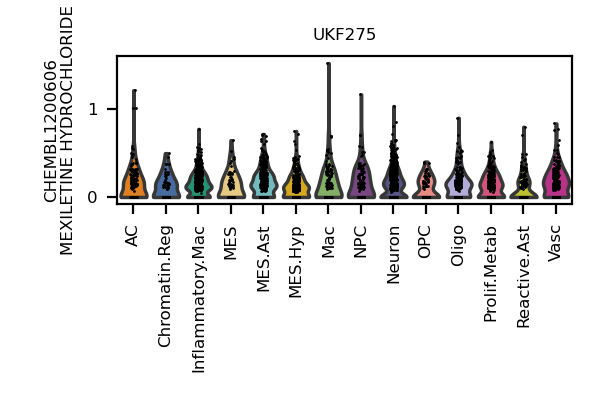 UKF275
CHEMBL1200606
MEXILETINE HYDROCHLORIDE
1
0
AC
Chromatin.Reg
Inflammatory.Mac
MES
MES.Ast
MES.Hyp
Mac
NPC
Neuron
OPC
Oligo
Prolif.Metab
Reactive.Ast
Vasc